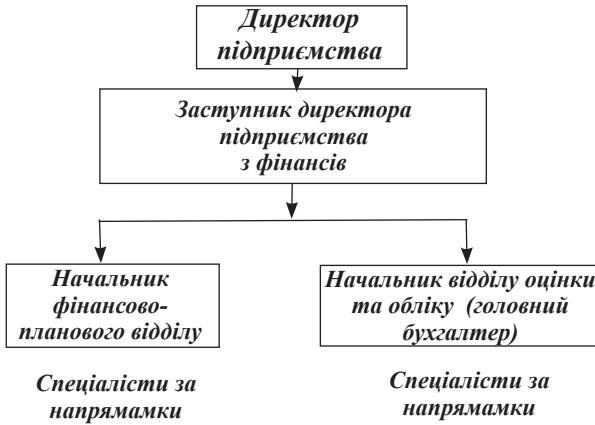 Директор
підприємства
Заступник директора
підприємства
з фінансів
Начальник
фінансово-
планового відділу
Начальник відділу оцінки
та обліку (головний
бухгалтер)
Спеціалісти за
напрямамки
Спеціалісти за
напрямамки